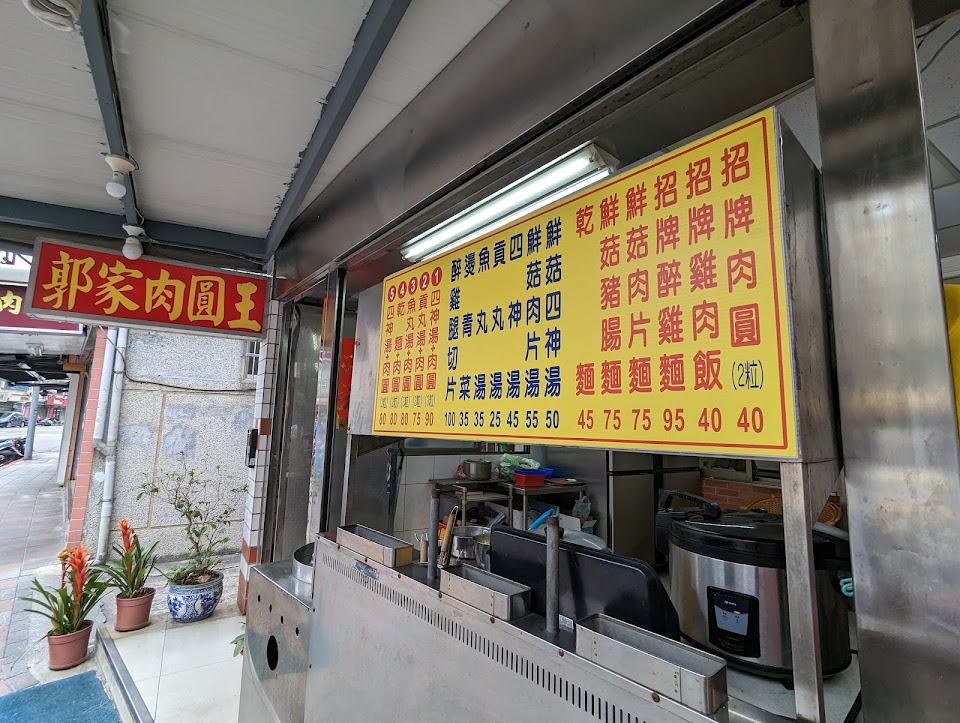 郭家肉圓王
肉
招牌肉圓(2粒) 40
招牌雞肉飯 40
招牌醉雞麵 95
鮮菇肉片麵 75
鮮菇豬腸麵 75
乾麵 45
鮮菇四神湯 50
鮮菇肉片湯 55
四神湯 45
貢丸湯 25
魚丸湯 35
燙青菜 35
醉雞腿切片 100
1四神湯+肉圓 90
2貢丸湯+肉圓 75
3魚丸湯+肉圓 80
4乾麵+肉圓 80
5四神湯+肉圓 80